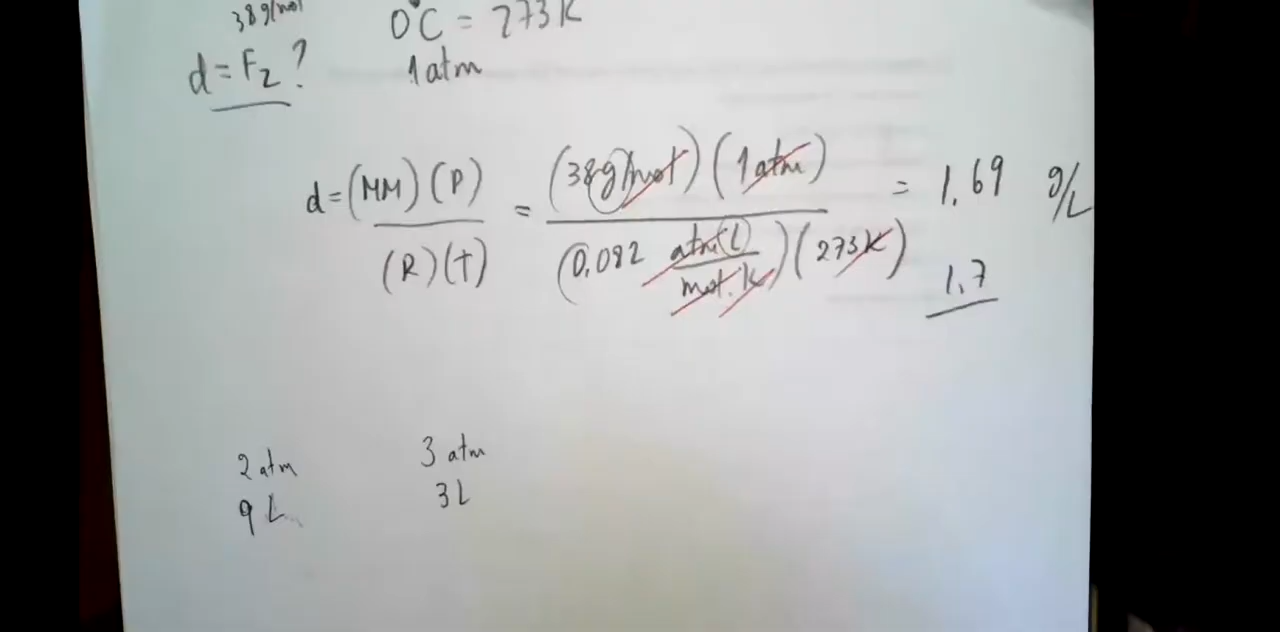 38g/mol
0°C = 273K
d = F2 ?
1 atm
d = (MM)(P) / (R)(T) = (38g/mol)(1 atm) / (0.082 atm(L) / mol.K)(273K) = 1.69 g/L
1.7
2 atm 3 atm
9 L 3 L